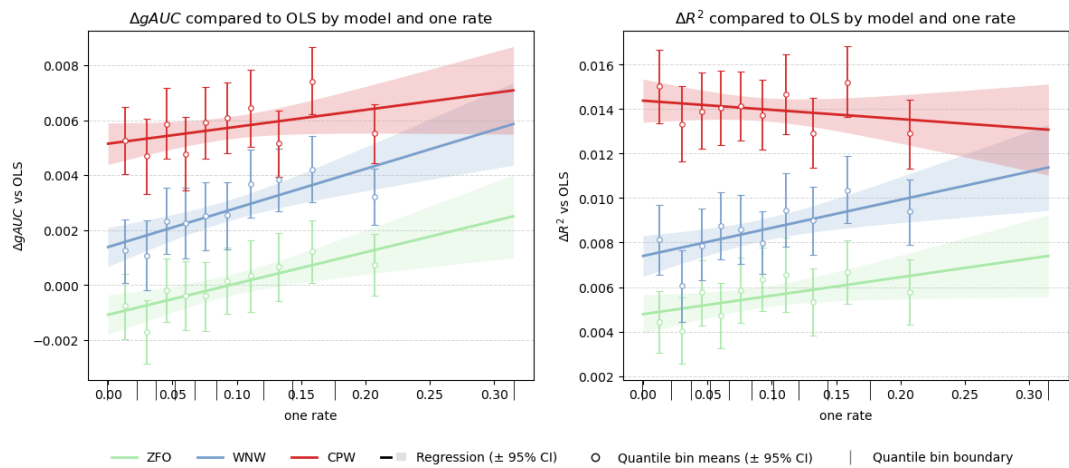 ΔgAUC compared to OLS by model and one rate
ΔgAUC vs OLS
0.008
0.006
0.004
0.002
0.000
−0.002
0.00 0.05 0.10 0.15 0.20 0.25 0.30
one rate
ΔR² compared to OLS by model and one rate
ΔR² vs OLS
0.016
0.014
0.012
0.010
0.008
0.006
0.004
0.002
0.00 0.05 0.10 0.15 0.20 0.25 0.30
one rate
ZFO WNW CPW Regression (± 95% CI) Quantile bin means (± 95% CI) Quantile bin boundary